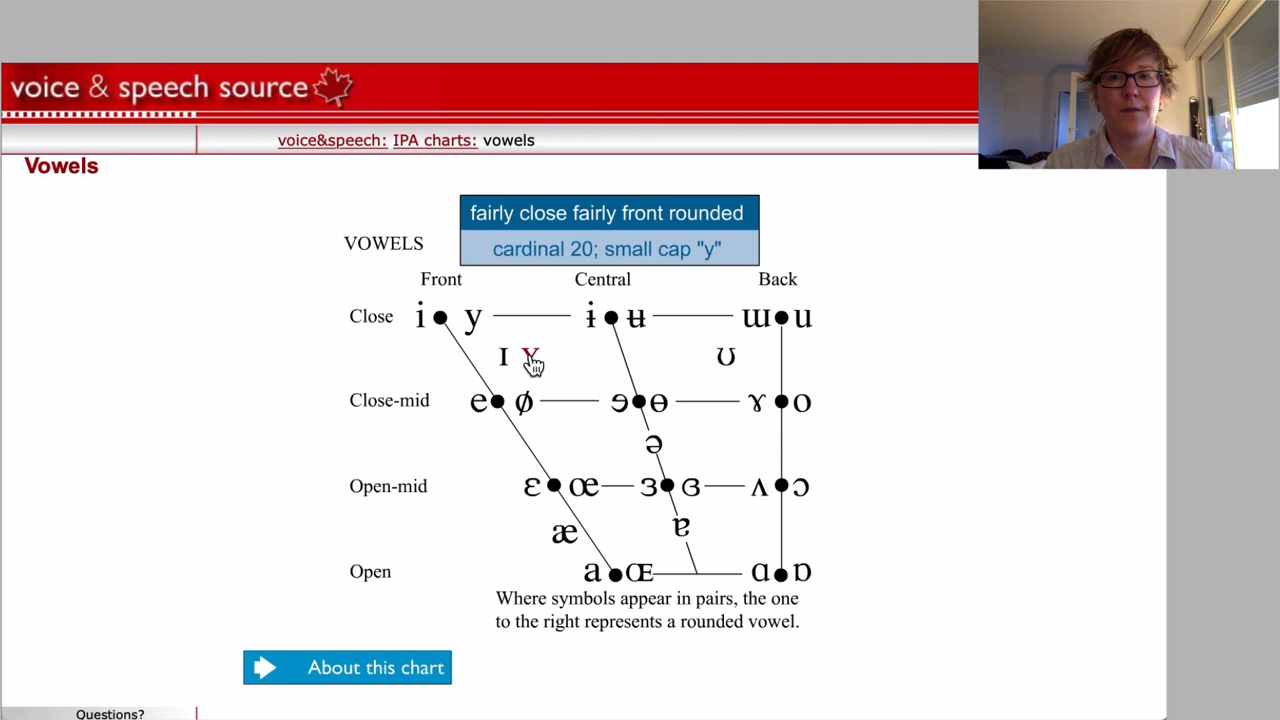 voice & speech source
voice&speech: IPA charts: vowels
Vowels
fairly close fairly front rounded
cardinal 20; small cap "y"
VOWELS
Front Central Back
Close i y ɨ ʉ ɯ u
ɪ ʏ ʊ
Close-mid e ø ɘ ɵ ɤ o
ə
Open-mid ɛ œ ɜ ɞ ʌ ɔ
æ ɐ
Open a ɶ ɑ ɒ
Where symbols appear in pairs, the one
to the right represents a rounded vowel.
About this chart
Questions?